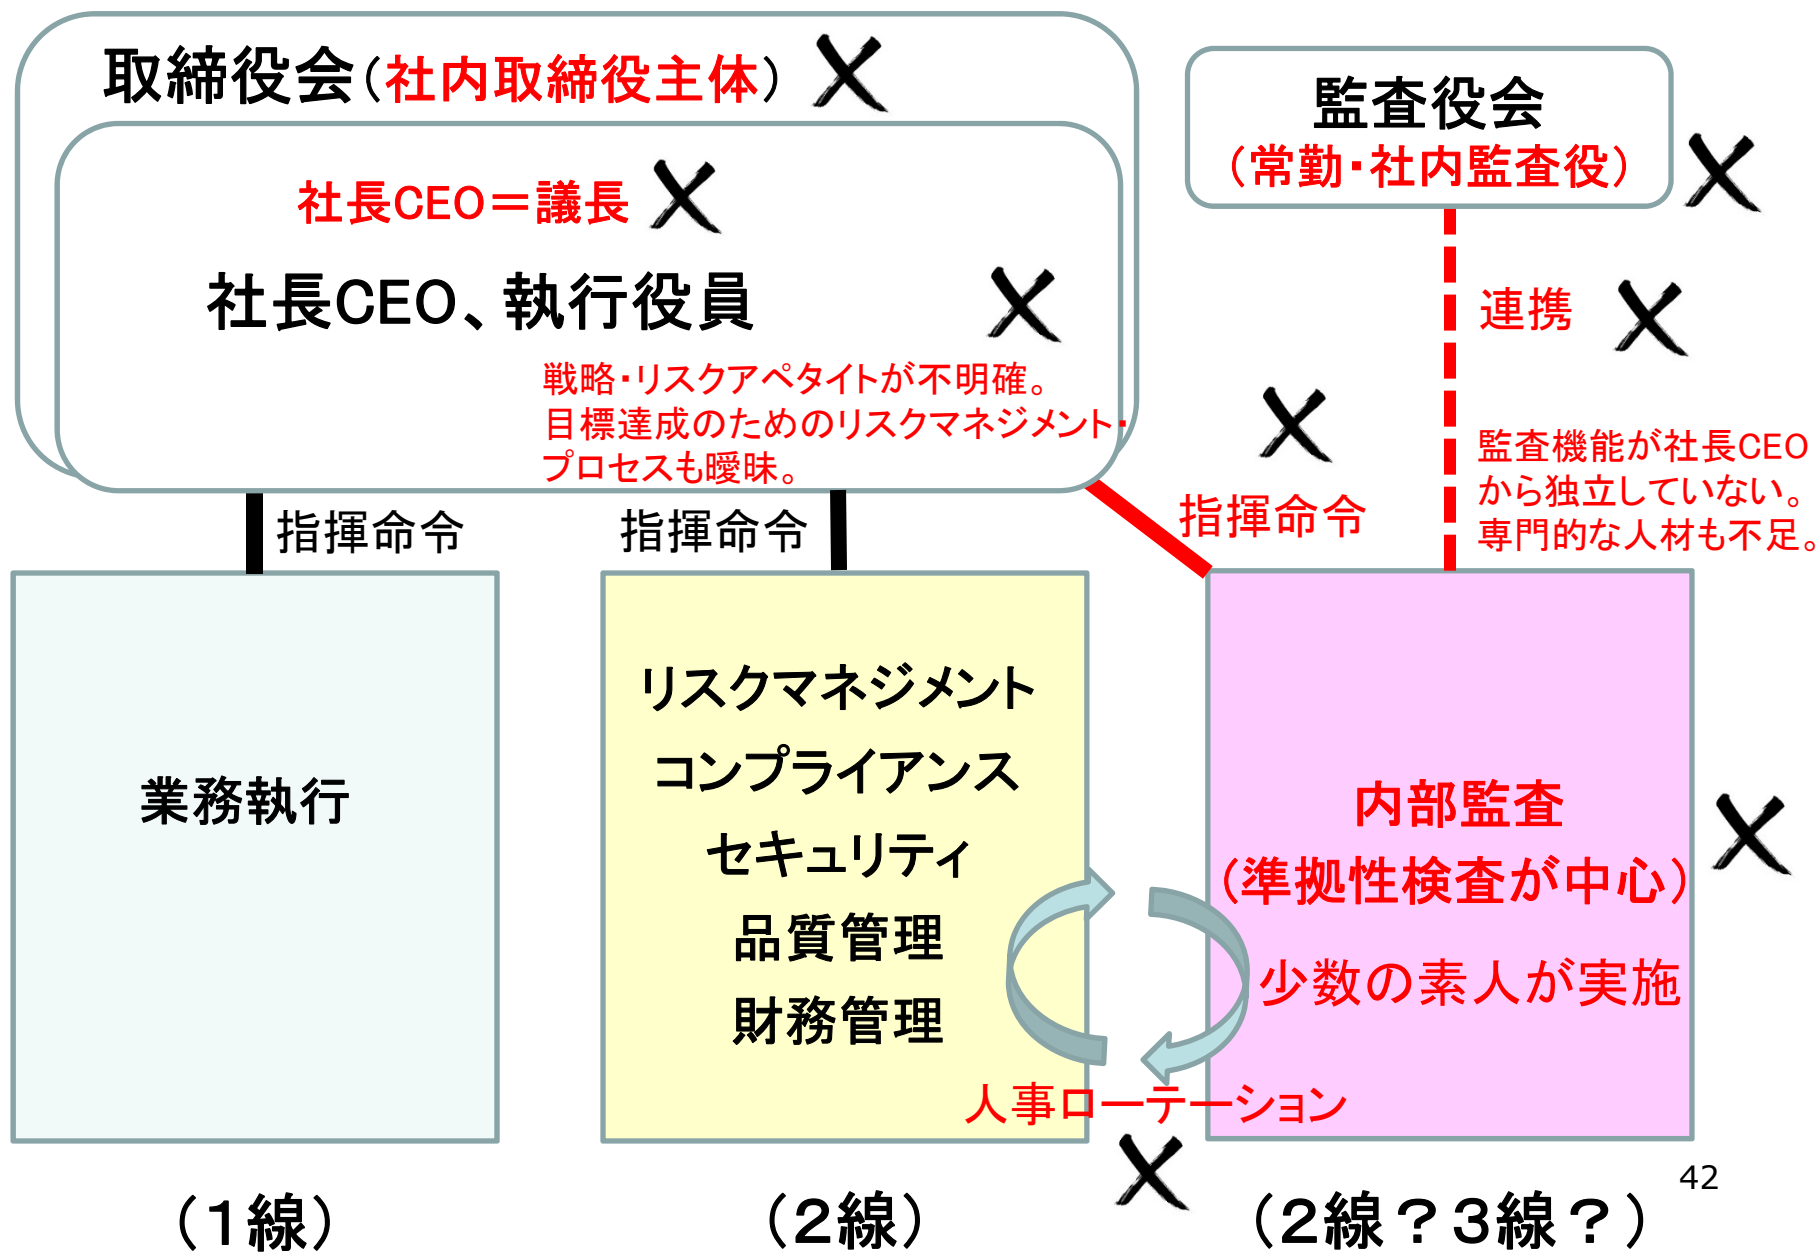 取締役会（社内取締役主体）
社長CEO＝議長
社長CEO、執行役員
戦略・リスクアペタイトが不明確。
目標達成のためのリスクマネジメント・
プロセスも曖昧。
監査役会
（常勤・社内監査役）
連携
指揮命令
監査機能が社長CEO
から独立していない。
専門的な人材も不足。
指揮命令
指揮命令
業務執行
リスクマネジメント
コンプライアンス
セキュリティ
品質管理
財務管理
内部監査
（準拠性検査が中心）
少数の素人が実施
人事ローテーション
（１線）
（２線）
（２線？３線？）
42